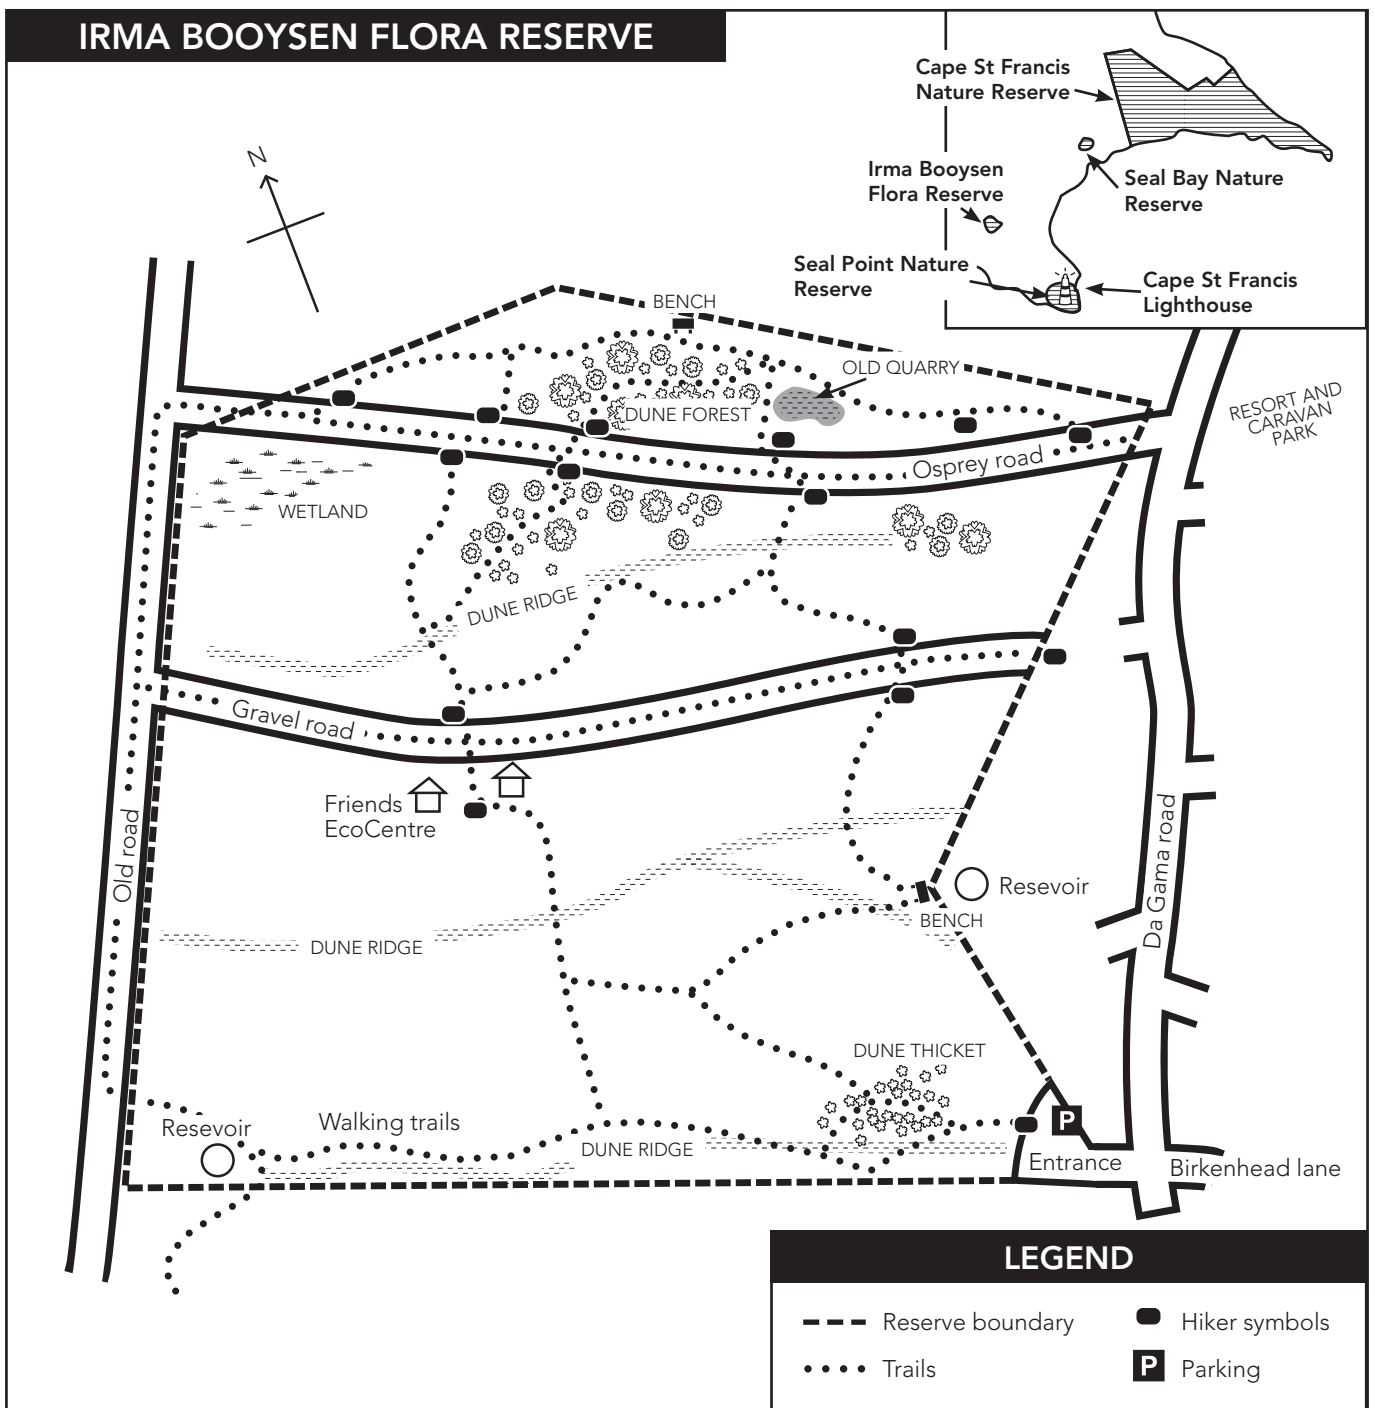 IRMA BOOYSEN FLORA RESERVE
Cape St Francis
Nature Reserve
Irma Booysen
Flora Reserve
Seal Bay Nature
Reserve
Seal Point Nature
Reserve
Cape St Francis
Lighthouse
N
BENCH
OLD QUARRY
DUNE FOREST
RESORT AND
CARAVAN
PARK
Osprey road
WETLAND
DUNE RIDGE
Gravel road
Friends
EcoCentre
Old road
Da Gama road
Resevoir
BENCH
DUNE RIDGE
DUNE THICKET
Resevoir
Walking trails
DUNE RIDGE
P
Entrance
Birkenhead lane
LEGEND
Reserve boundary
Hiker symbols
Trails
P Parking